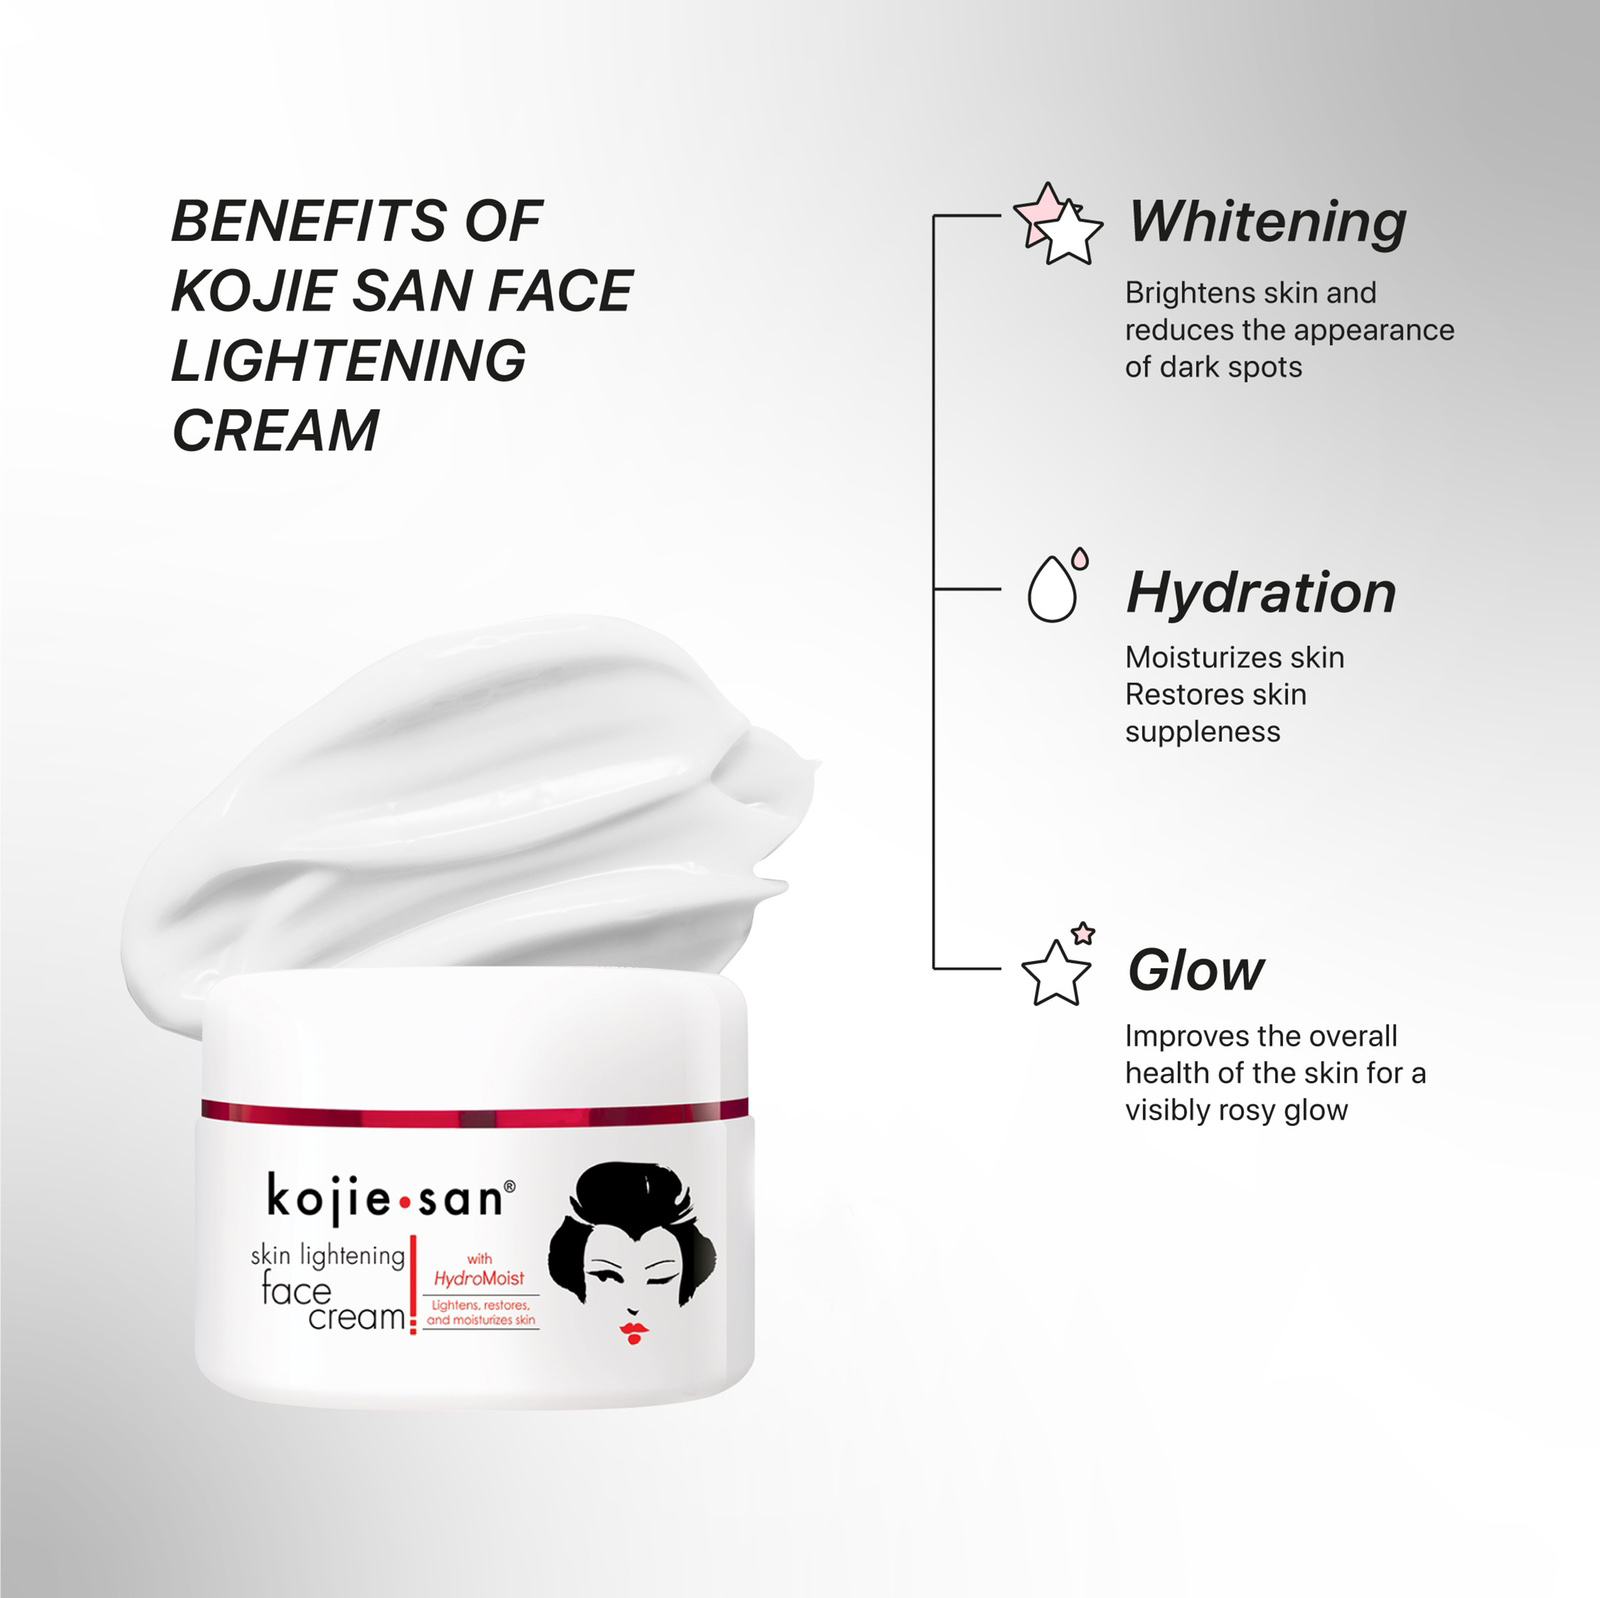 BENEFITS OF
KOJIE SAN FACE
LIGHTENING
CREAM
Whitening
Brightens skin and
reduces the appearance
of dark spots
Hydration
Moisturizes skin
Restores skin
suppleness
Glow
Improves the overall
health of the skin for a
visibly rosy glow
kojie•san®
skin lightening
face
cream
with
HydroMoist
Lightens, restores,
and moisturizes skin